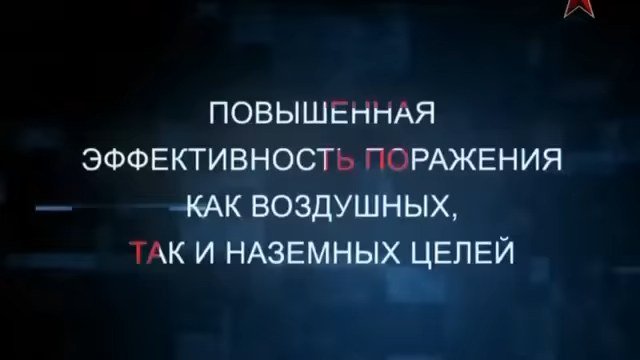 ПОВЫШЕННАЯ
ЭФФЕКТИВНОСТЬ ПОРАЖЕНИЯ
КАК ВОЗДУШНЫХ,
ТАК И НАЗЕМНЫХ ЦЕЛЕЙ